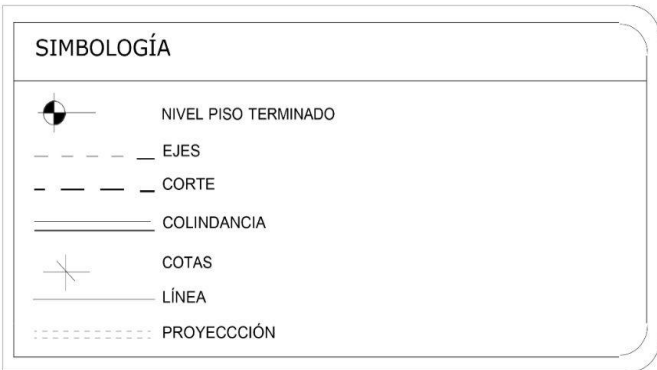 SIMBOLOGÍA
NIVEL PISO TERMINADO
EJES
CORTE
COLINDANCIA
COTAS
LÍNEA
PROYECCCIÓN